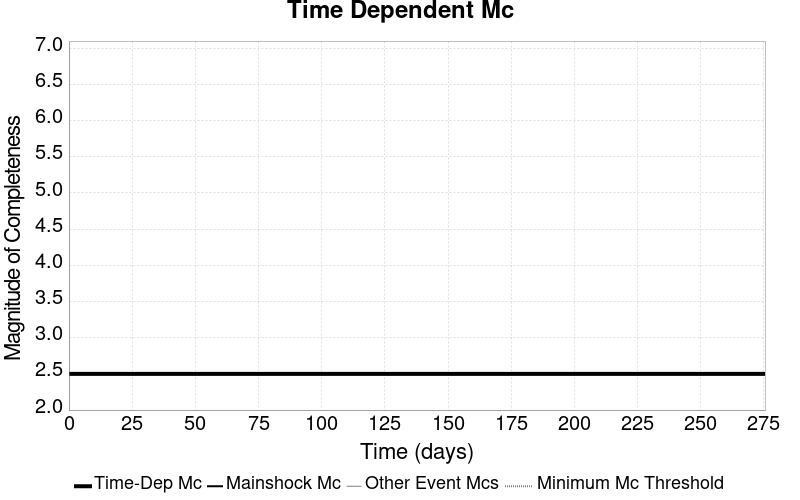 Time Dependent Mc
Magnitude of Completeness
7.0
6.5
6.0
5.5
5.0
4.5
4.0
3.5
3.0
2.5
2.0
0 25 50 75 100 125 150 175 200 225 250 275
Time (days)
Time-Dep Mc Mainshock Mc Other Event Mcs Minimum Mc Threshold